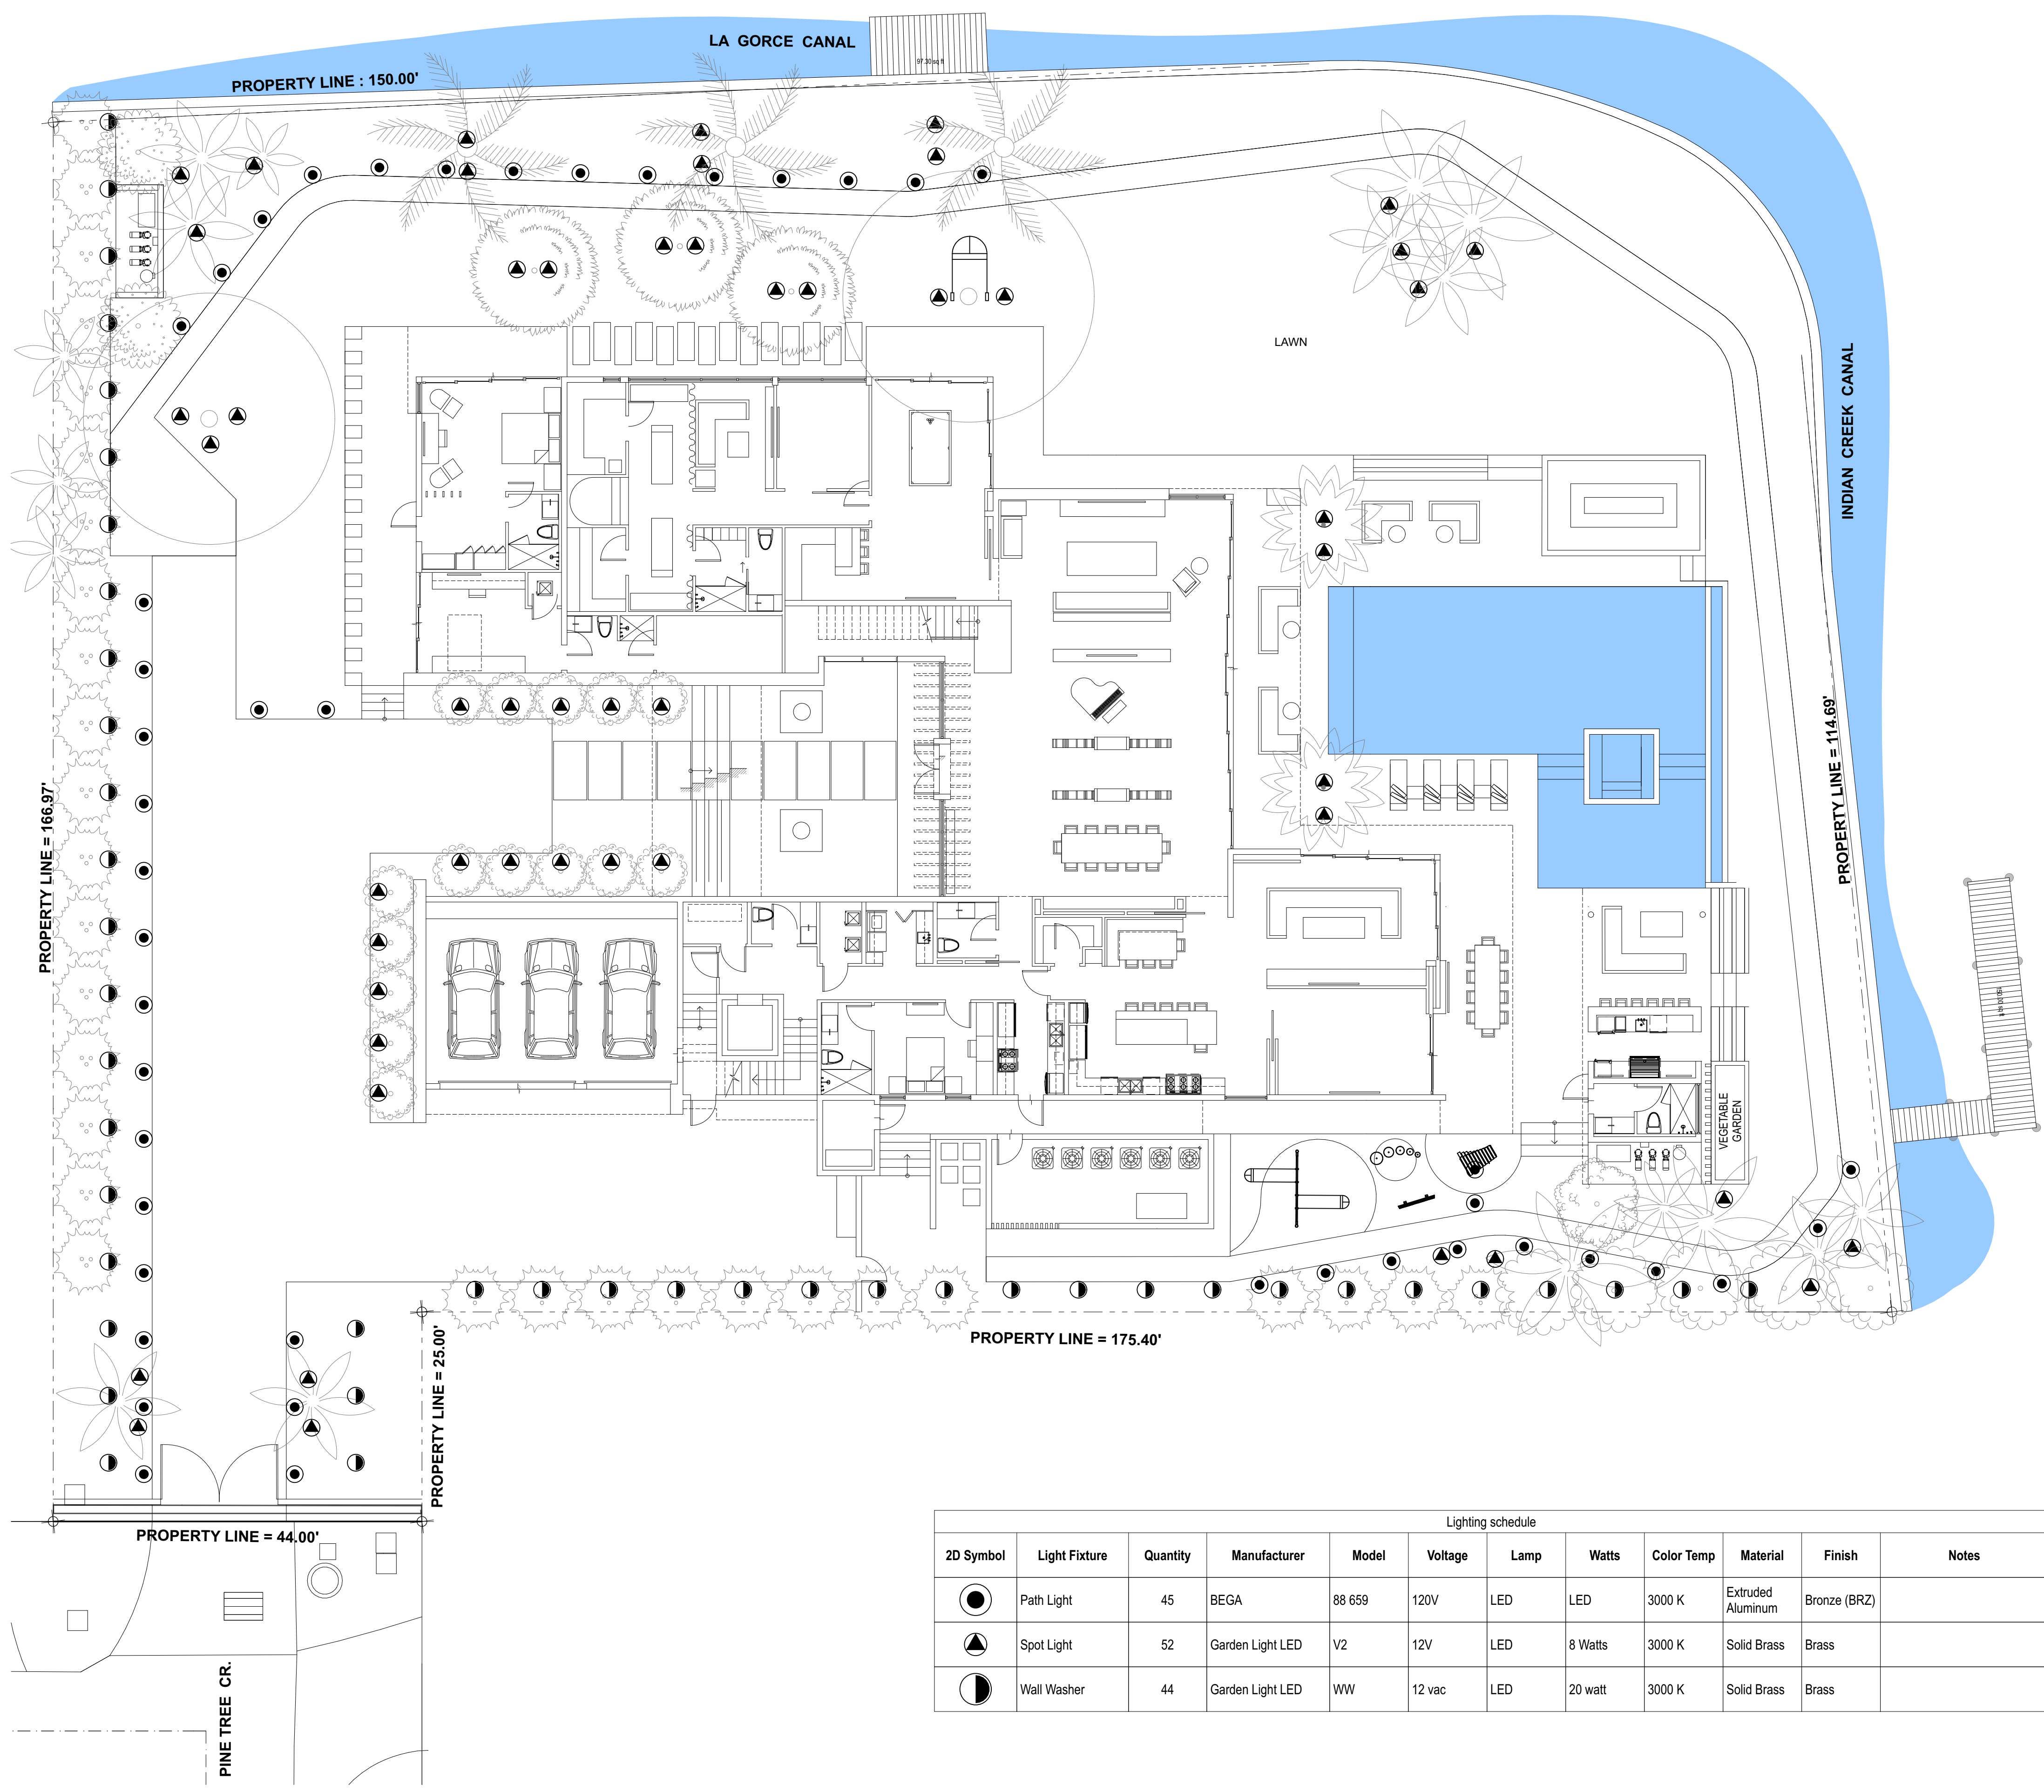 LA GORCE CANAL
97.30 sq ft
PROPERTY LINE : 150.00'
LAWN
INDIAN CREEK CANAL
PROPERTY LINE = 114.69'
PROPERTY LINE = 166.97'
VEGETABLE
GARDEN
PROPERTY LINE = 175.40'
PROPERTY LINE = 25.00'
PROPERTY LINE = 44.00'
PINE TREE CR.
Lighting schedule
2D Symbol Light Fixture Quantity Manufacturer Model Voltage Lamp Watts Color Temp Material Finish Notes
Path Light 45 BEGA 88 659 120V LED LED 3000 K Extruded Aluminum Bronze (BRZ)
Spot Light 52 Garden Light LED V2 12V LED 8 Watts 3000 K Solid Brass Brass
Wall Washer 44 Garden Light LED WW 12 vac LED 20 watt 3000 K Solid Brass Brass